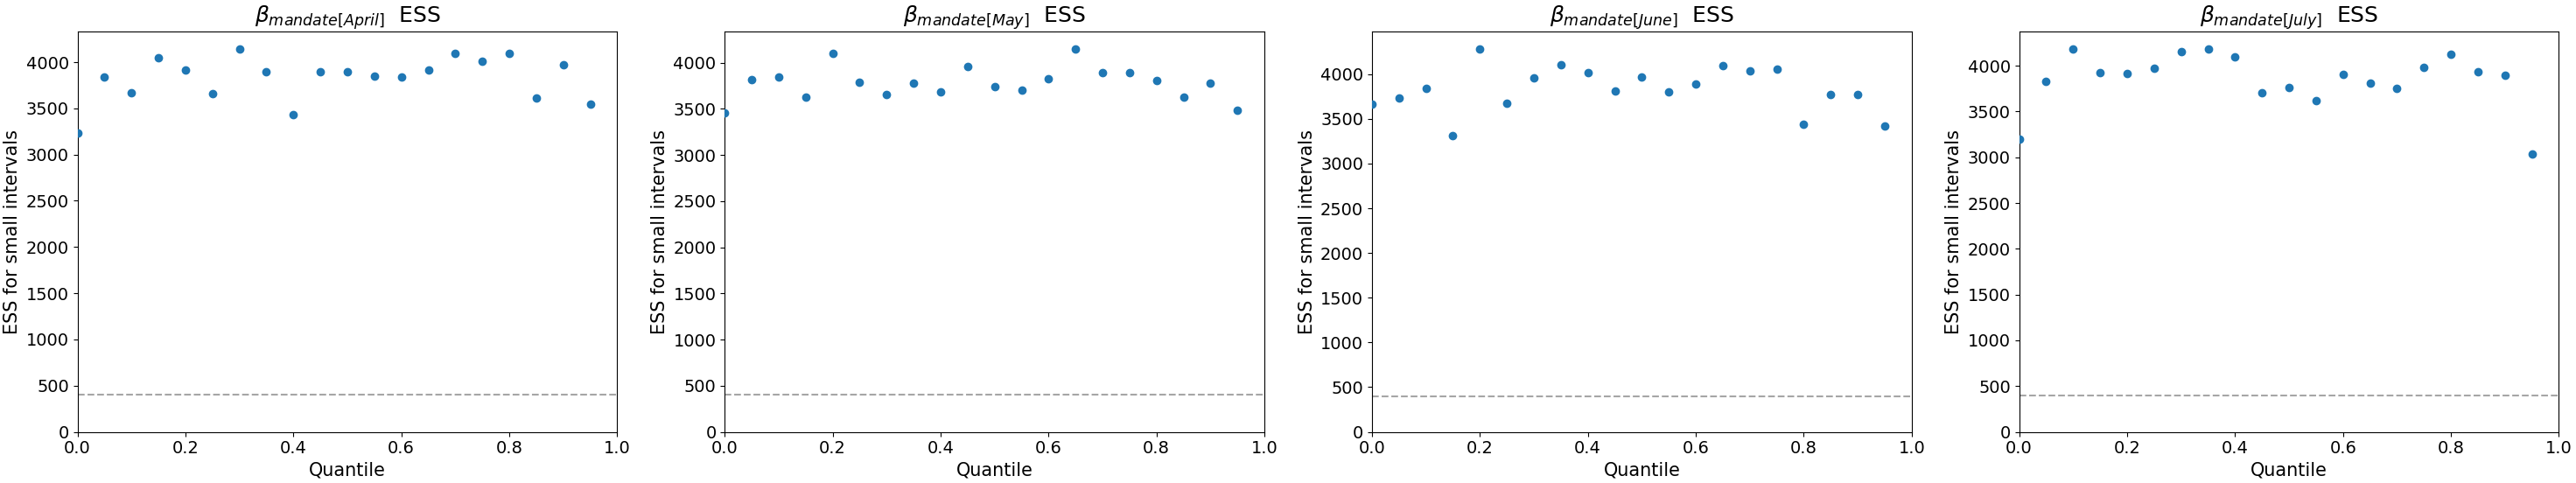 β_mandate[April] ESS
4000
3500
3000
2500
2000
1500
1000
500
0
ESS for small intervals
0.0 0.2 0.4 0.6 0.8 1.0
Quantile
β_mandate[May] ESS
4000
3500
3000
2500
2000
1500
1000
500
0
ESS for small intervals
0.0 0.2 0.4 0.6 0.8 1.0
Quantile
β_mandate[June] ESS
4000
3500
3000
2500
2000
1500
1000
500
0
ESS for small intervals
0.0 0.2 0.4 0.6 0.8 1.0
Quantile
β_mandate[July] ESS
4000
3500
3000
2500
2000
1500
1000
500
0
ESS for small intervals
0.0 0.2 0.4 0.6 0.8 1.0
Quantile